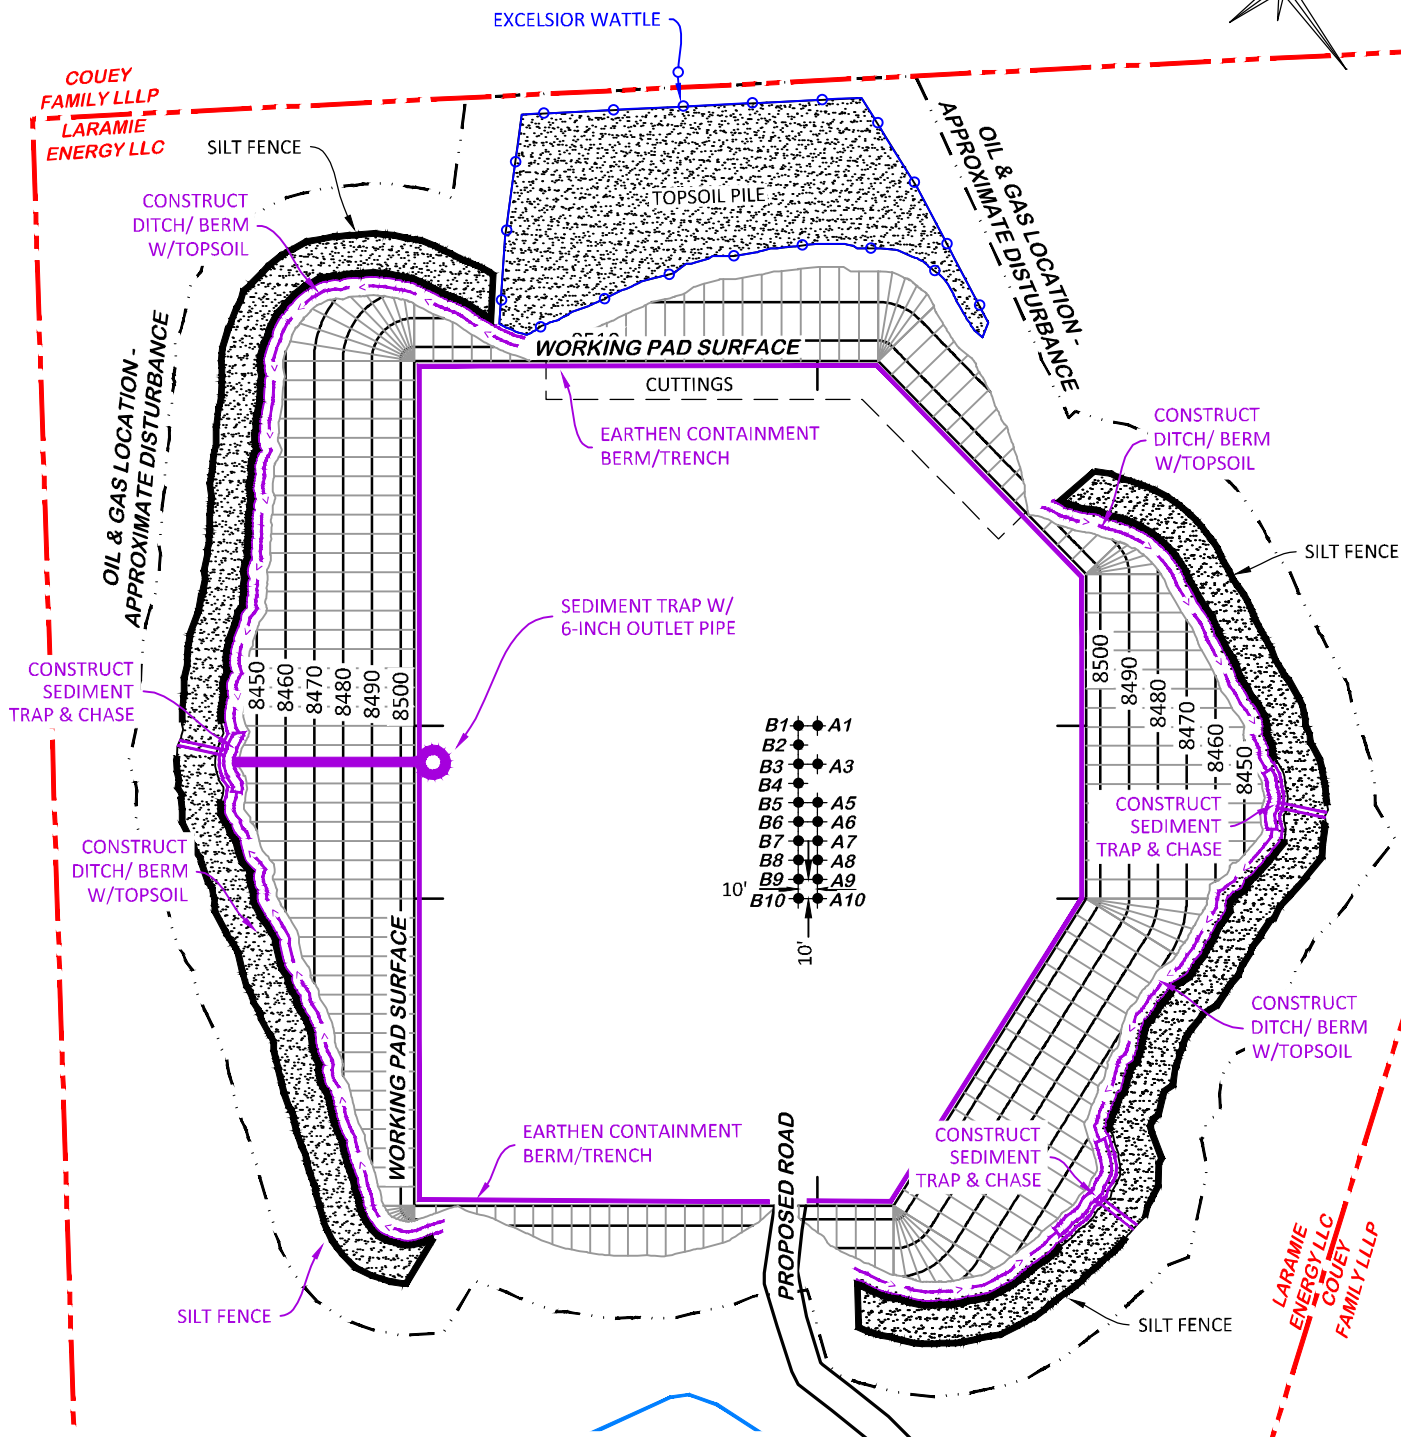 EXCELSIOR WATTLE
COUEY
FAMILY LLLP
LARAMIE
ENERGY LLC
SILT FENCE
CONSTRUCT
DITCH/ BERM
W/TOPSOIL
TOPSOIL PILE
OIL & GAS LOCATION -
APPROXIMATE DISTURBANCE
WORKING PAD SURFACE
CUTTINGS
EARTHEN CONTAINMENT
BERM/TRENCH
CONSTRUCT
DITCH/ BERM
W/TOPSOIL
SILT FENCE
OIL & GAS LOCATION -
APPROXIMATE DISTURBANCE
SEDIMENT TRAP W/
6-INCH OUTLET PIPE
CONSTRUCT
SEDIMENT
TRAP & CHASE
8450
8460
8470
8480
8490
8500
8500
8490
8480
8470
8460
8450
B1 A1
B2
B3 A3
B4
B5 A5
B6 A6
B7 A7
B8 A8
B9 A9
B10 A10
10'
10'
CONSTRUCT
SEDIMENT
TRAP & CHASE
CONSTRUCT
DITCH/ BERM
W/TOPSOIL
WORKING PAD SURFACE
CONSTRUCT
DITCH/ BERM
W/TOPSOIL
EARTHEN CONTAINMENT
BERM/TRENCH
PROPOSED ROAD
CONSTRUCT
SEDIMENT
TRAP & CHASE
SILT FENCE
SILT FENCE
LARAMIE
ENERGY LLC
COUEY
FAMILY LLLP